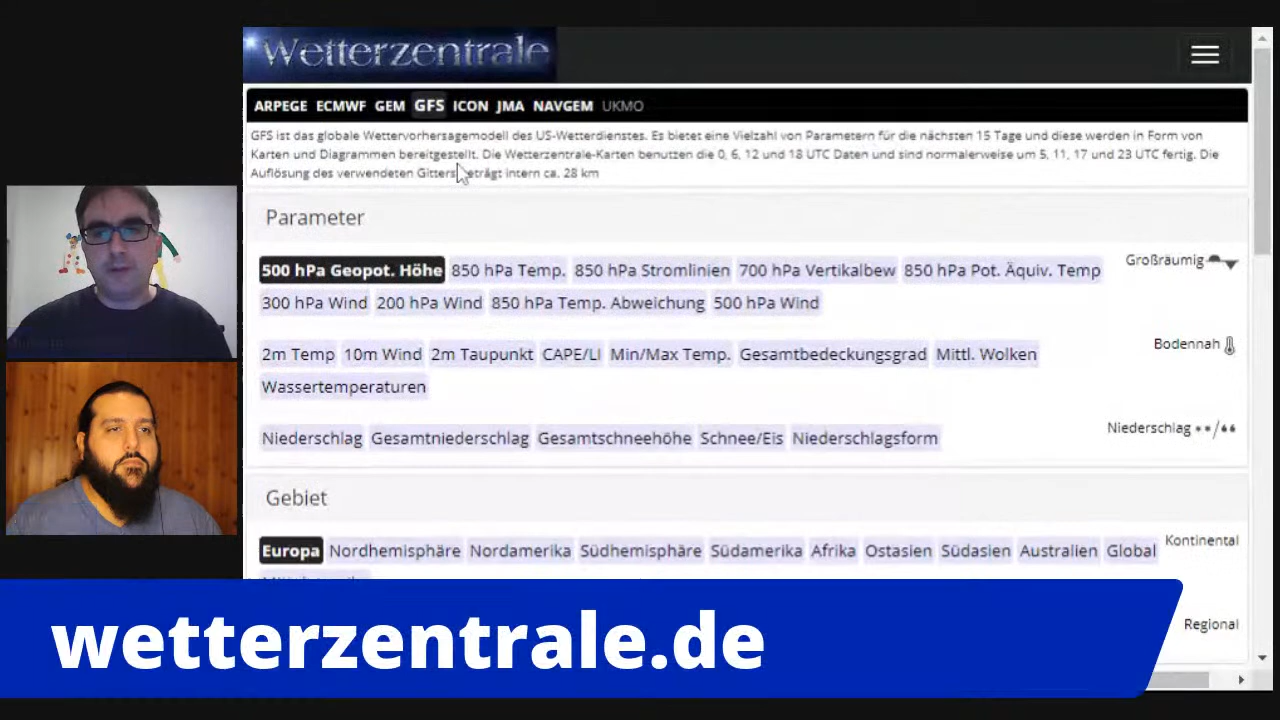 Wetterzentrale
ARPEGE ECMWF GEM GFS ICON JMA NAVGEM UKMO
GFS ist das globale Wettervorhersagemodell des US-Wetterdienstes. Es bietet eine Vielzahl von Parametern für die nächsten 15 Tage und diese werden in Form von
Karten und Diagrammen bereitgestellt. Die Wetterzentrale-Karten benutzen die 0, 6, 12 und 18 UTC Daten und sind normalerweise um 5, 11, 17 und 23 UTC fertig. Die
Auflösung des verwendeten Gitters beträgt intern ca. 28 km
Parameter
500 hPa Geopot. Höhe 850 hPa Temp. 850 hPa Stromlinien 700 hPa Vertikalbew 850 hPa Pot. Äquiv. Temp Großräumig
300 hPa Wind 200 hPa Wind 850 hPa Temp. Abweichung 500 hPa Wind
2m Temp 10m Wind 2m Taupunkt CAPE/LI Min/Max Temp. Gesamtbedeckungsgrad Mittl. Wolken Bodennah
Wassertemperaturen
Niederschlag Gesamtniederschlag Gesamtschneehöhe Schnee/Eis Niederschlagsform Niederschlag
Gebiet
Europa Nordhemisphäre Nordamerika Südhemisphäre Südamerika Afrika Ostasien Südasien Australien Global Kontinental
Regional
wetterzentrale.de